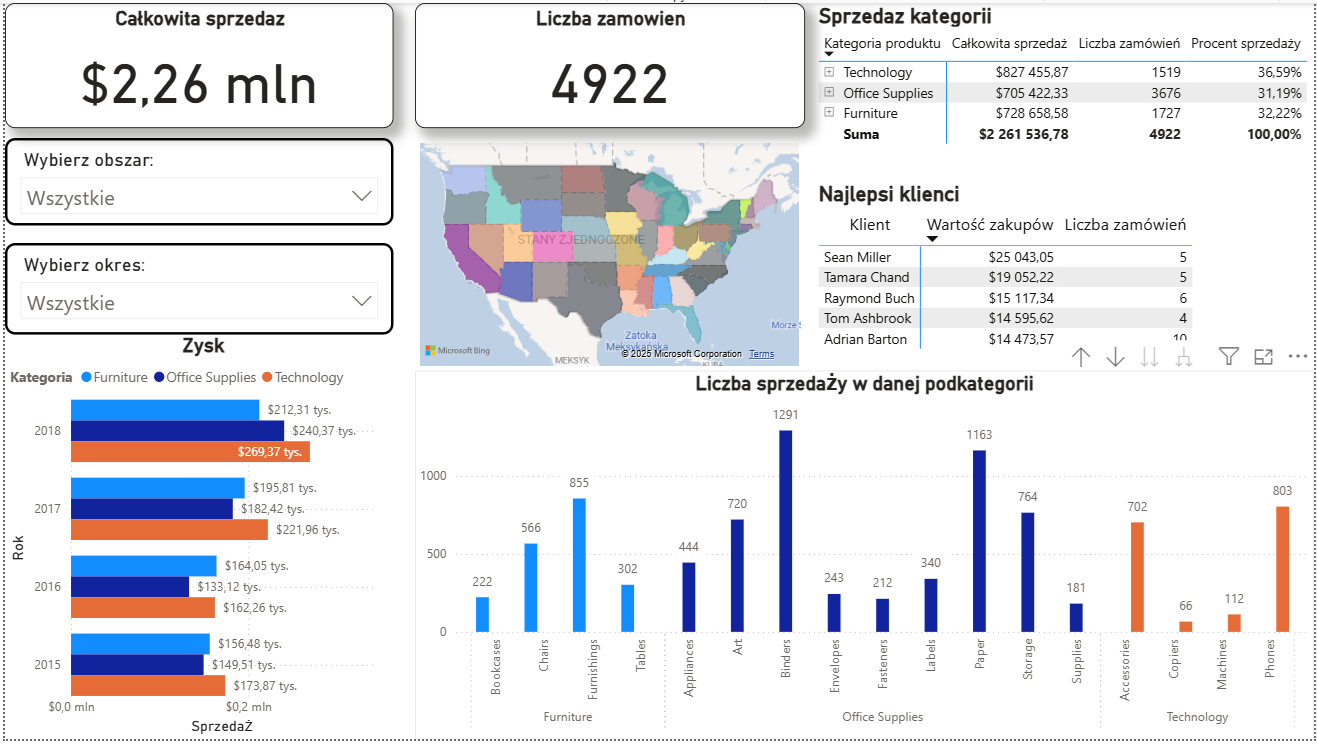 Całkowita sprzedaz
$2,26 mln
Liczba zamowien
4922
Wybierz obszar:
Wszystkie
Wybierz okres:
Wszystkie
STANY ZJEDNOCZONE
Zatoka
Meksykańska
Morze
MEKSYK
KUBA
Microsoft Bing
© 2025 Microsoft Corporation Terms
Sprzedaz kategorii
Kategoria produktu Całkowita sprzedaż Liczba zamówień Procent sprzedaży
Technology $827 455,87 1519 36,59%
Office Supplies $705 422,33 3676 31,19%
Furniture $728 658,58 1727 32,22%
Suma $2 261 536,78 4922 100,00%
Najlepsi klienci
Klient Wartość zakupów Liczba zamówień
Sean Miller $25 043,05 5
Tamara Chand $19 052,22 5
Raymond Buch $15 117,34 6
Tom Ashbrook $14 595,62 4
Adrian Barton $14 473,57 10
Zysk
Kategoria Furniture Office Supplies Technology
Rok
2018
$212,31 tys.
$240,37 tys.
$269,37 tys.
2017
$195,81 tys.
$182,42 tys.
$221,96 tys.
2016
$164,05 tys.
$133,12 tys.
$162,26 tys.
2015
$156,48 tys.
$149,51 tys.
$173,87 tys.
$0,0 mln $0,2 mln
SprzedaŻ
Liczba sprzedaŻy w danej podkategorii
1000
500
0
222 566 855 302 444 720 1291 243 212 340 1163 764 181 702 66 112 803
Bookcases Chairs Furnishings Tables Appliances Art Binders Envelopes Fasteners Labels Paper Storage Supplies Accessories Copiers Machines Phones
Furniture Office Supplies Technology